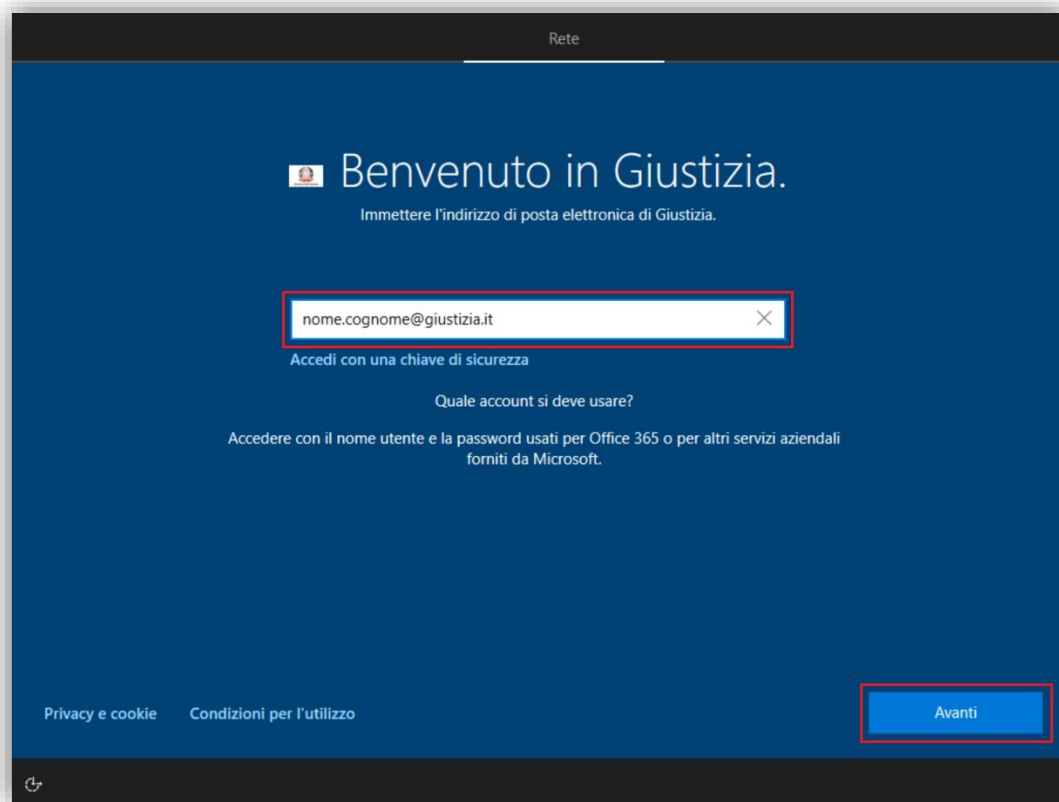 Rete
Benvenuto in Giustizia.
Immettere l'indirizzo di posta elettronica di Giustizia.
nome.cognome@giustizia.it
Accedi con una chiave di sicurezza
Quale account si deve usare?
Accedere con il nome utente e la password usati per Office 365 o per altri servizi aziendali
forniti da Microsoft.
Privacy e cookie Condizioni per l'utilizzo Avanti